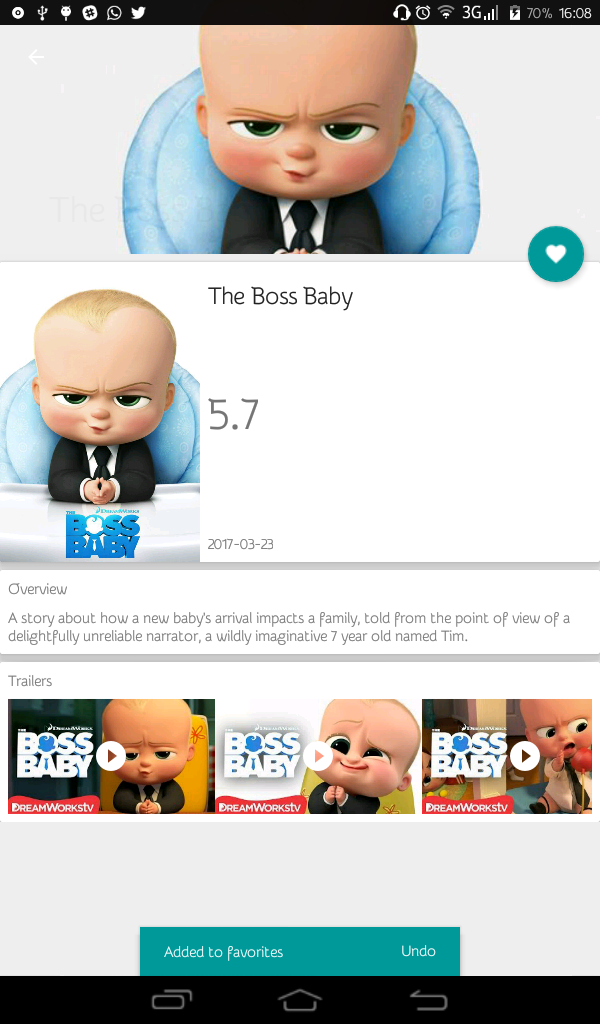 3G 70% 16:08
The Boss B
The Boss Baby
5.7
THE
DREAMWORKS
BOSS
BABY
2017-03-23
Overview
A story about how a new baby's arrival impacts a family, told from the point of view of a
delightfully unreliable narrator, a wildly imaginative 7 year old named Tim.
Trailers
DREAMWORKS
THE
BOSS
BABY
DREAMWORKSTV
DREAMWORKS
THE
BOSS
BABY
DREAMWORKSTV
DREAMWORKS
THE
BOSS
BABY
DREAMWORKSTV
Added to favorites Undo